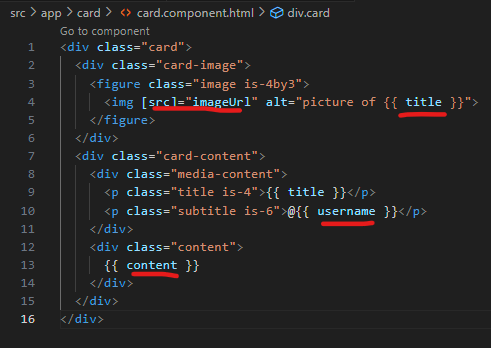 src > app > card > <> card.component.html > div.card
Go to component
1 <div class="card">
2 <div class="card-image">
3 <figure class="image is-4by3">
4 <img [src]="imageUrl" alt="picture of {{ title }}">
5 </figure>
6 </div>
7 <div class="card-content">
8 <div class="media-content">
9 <p class="title is-4">{{ title }}</p>
10 <p class="subtitle is-6">@{{ username }}</p>
11 </div>
12 <div class="content">
13 {{ content }}
14 </div>
15 </div>
16 </div>